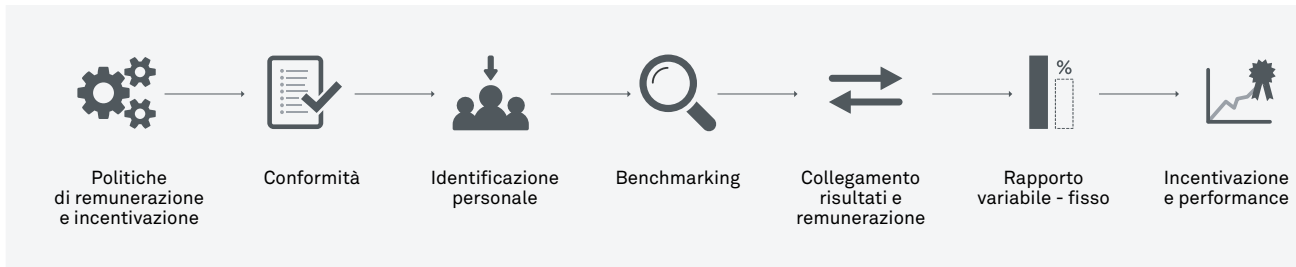 %
Politiche
di remunerazione
e incentivazione
Conformità
Identificazione
personale
Benchmarking
Collegamento
risultati e
remunerazione
Rapporto
variabile - fisso
Incentivazione
e performance